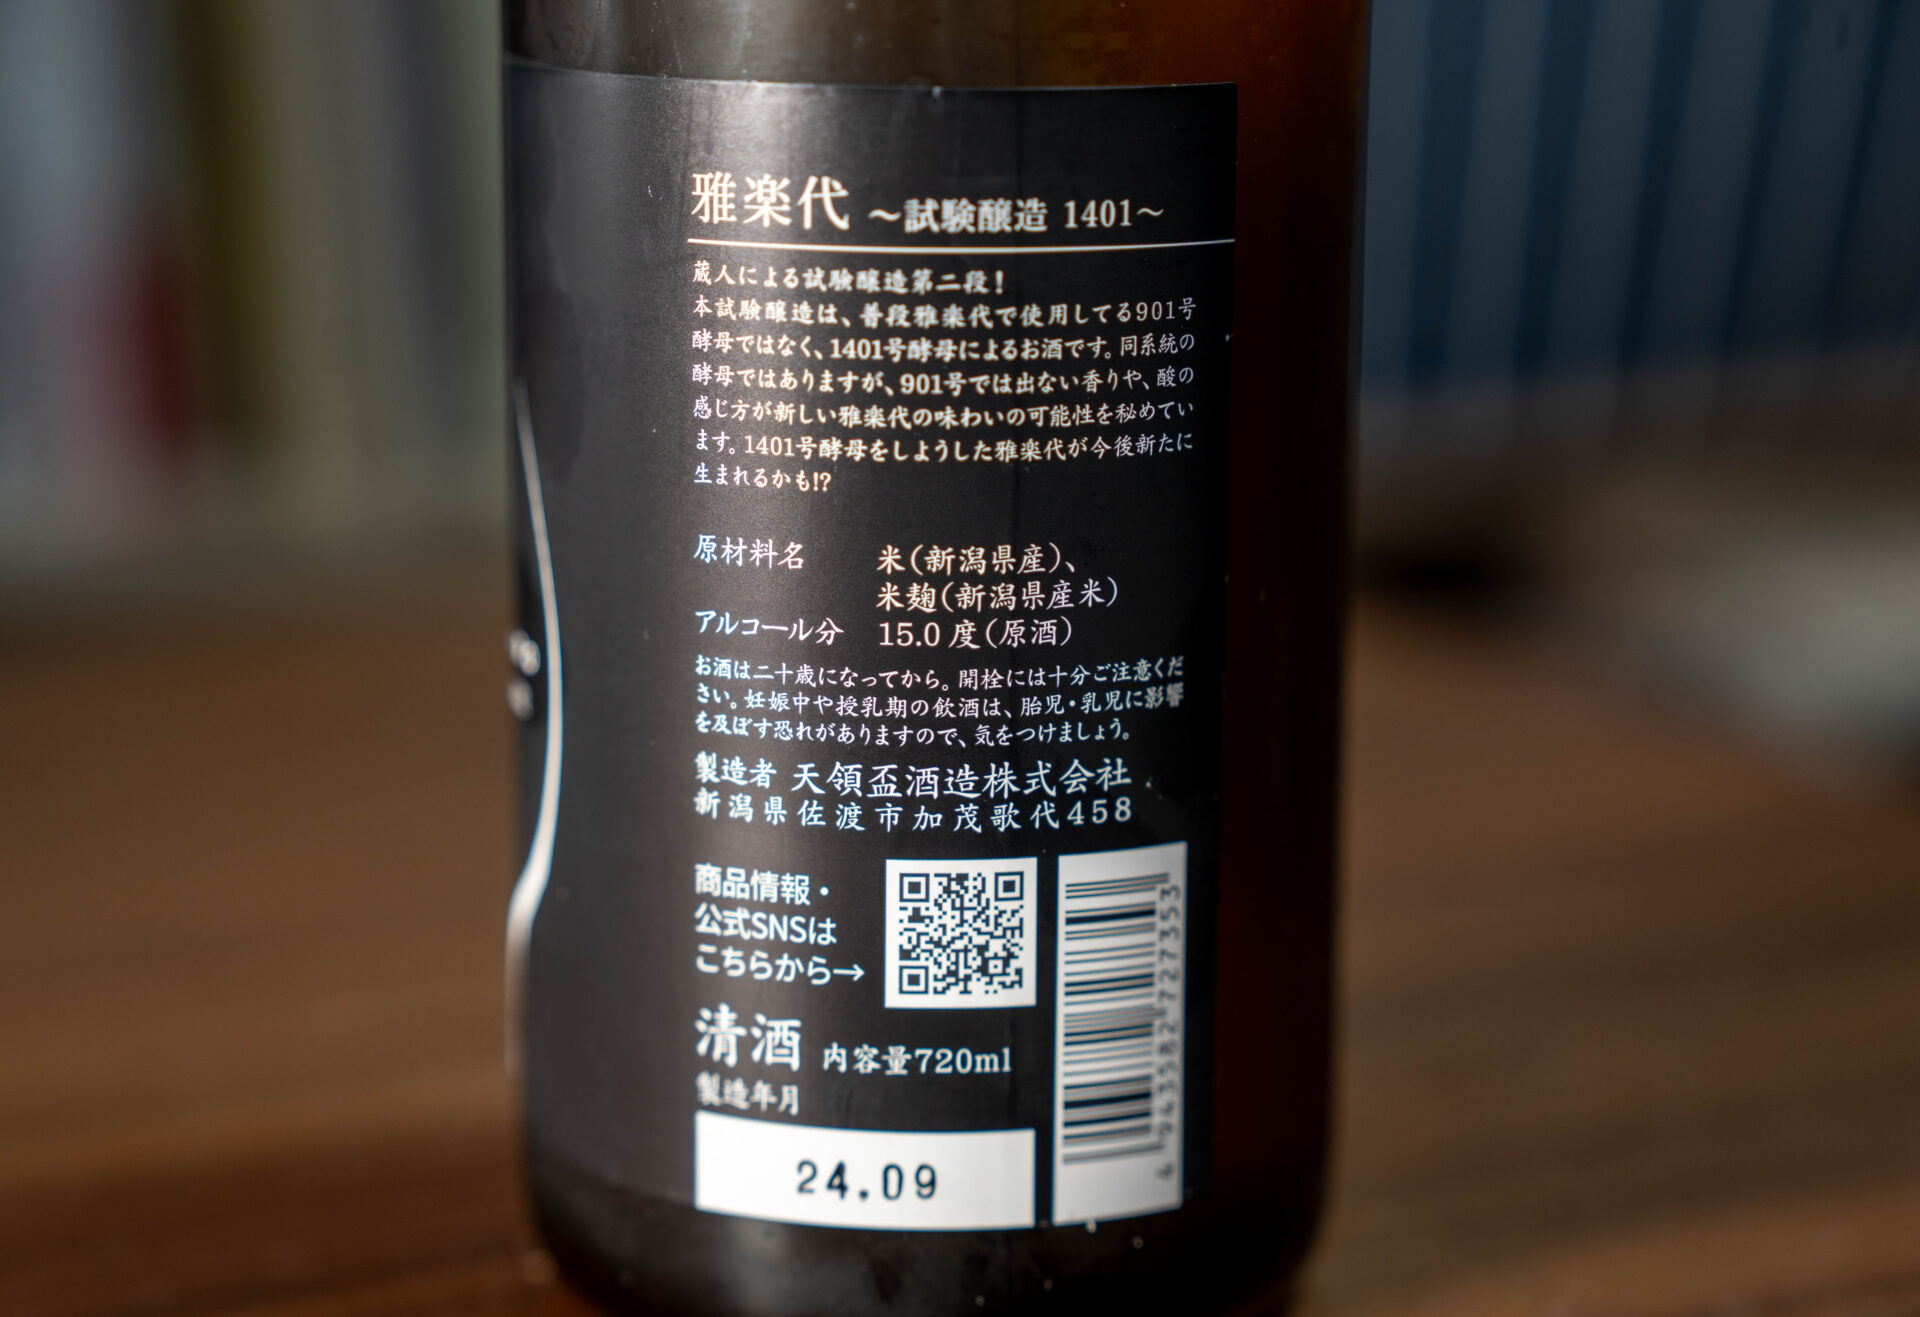 雅楽代 ～試験醸造 1401～
蔵人による試験醸造第二段！
本試験醸造は、普段雅楽代で使用してる901号
酵母ではなく、1401号酵母によるお酒です。同系統の
酵母ではありますが、901号では出ない香りや、酸の
感じ方が新しい雅楽代の味わいの可能性を秘めてい
ます。1401号酵母をしようした雅楽代が今後新たに
生まれるかも!?
原材料名 米(新潟県産)、
米麹(新潟県産米)
アルコール分 15.0 度(原酒)
お酒は二十歳になってから。開栓には十分ご注意くだ
さい。妊娠中や授乳期の飲酒は、胎児・乳児に影響
を及ぼす恐れがありますので、気をつけましょう。
製造者 天領盃酒造株式会社
新潟県佐渡市加茂歌代458
商品情報・
公式SNSは
こちらから→
清酒 内容量720ml
製造年月
24.09